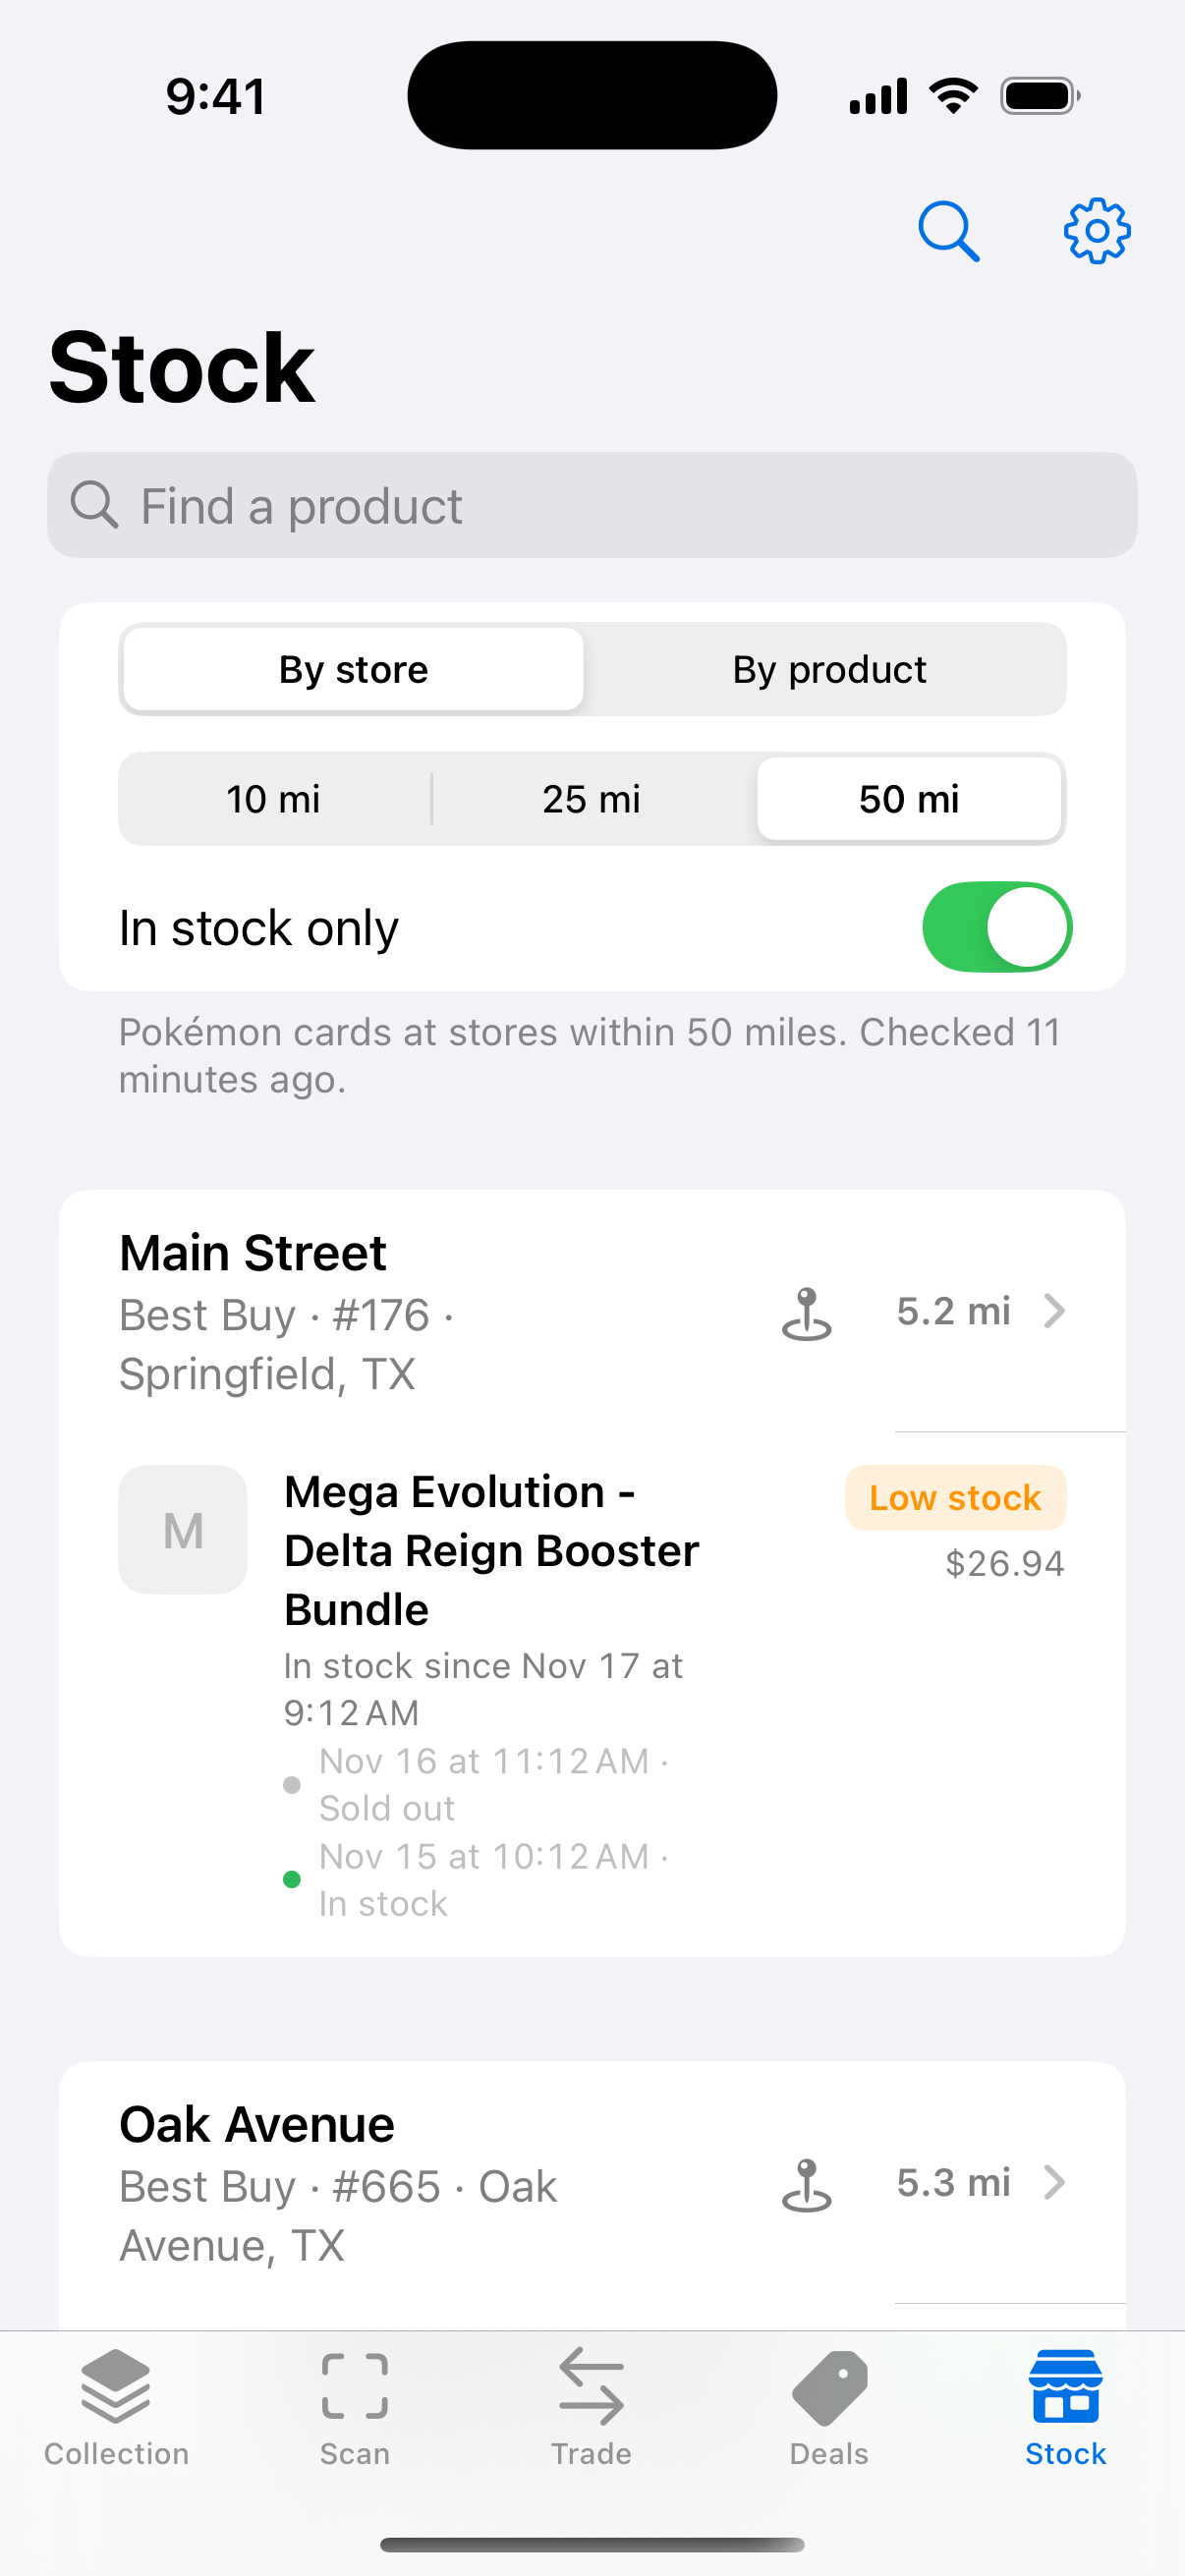 9:41
Stock
Find a product
By store
By product
10 mi
25 mi
50 mi
In stock only
Pokémon cards at stores within 50 miles. Checked 11
minutes ago.
Main Street
Best Buy · #176 ·
Springfield, TX
5.2 mi
M
Mega Evolution -
Delta Reign Booster
Bundle
Low stock
$26.94
In stock since Nov 17 at
9:12 AM
Nov 16 at 11:12 AM ·
Sold out
Nov 15 at 10:12 AM ·
In stock
Oak Avenue
Best Buy · #665 · Oak
Avenue, TX
5.3 mi
Collection
Scan
Trade
Deals
Stock